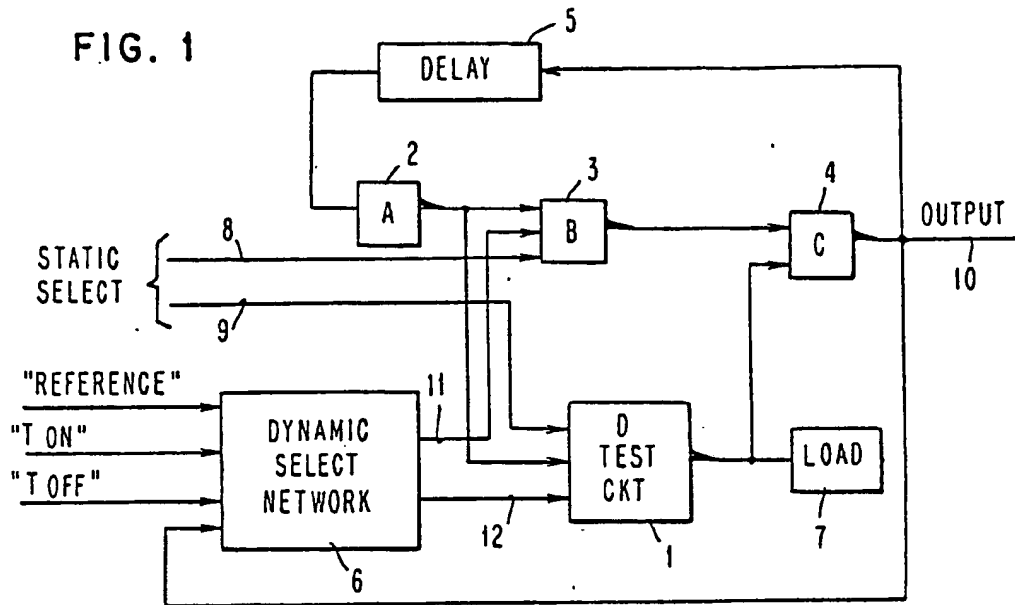 FIG. 1
5
DELAY
2
A
3
B
4
C
OUTPUT
10
STATIC
SELECT
8
9
"REFERENCE"
"T ON"
"T OFF"
DYNAMIC
SELECT
NETWORK
6
11
12
D
TEST
CKT
1
LOAD
7